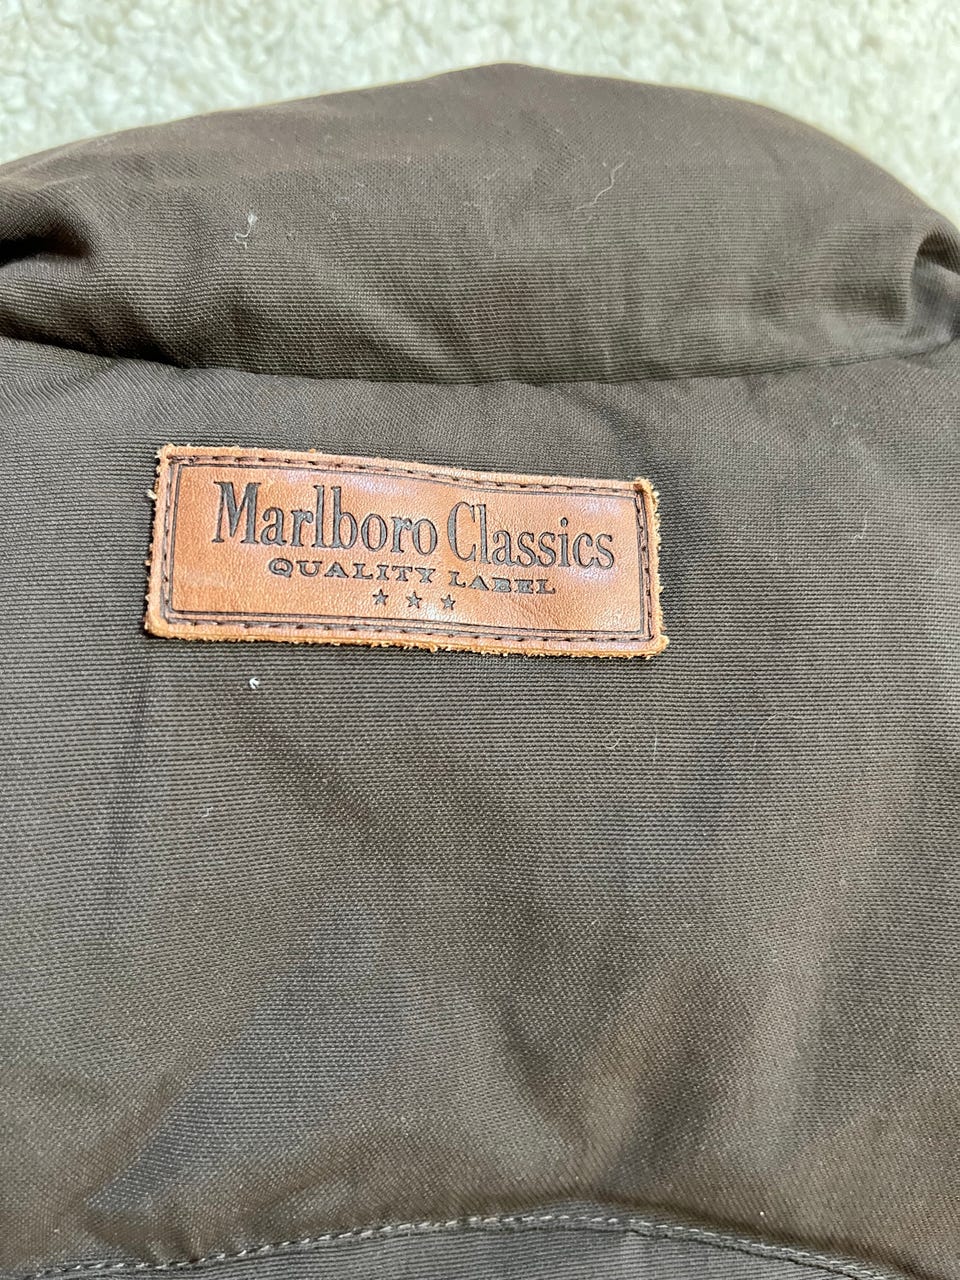 Marlboro Classics
QUALITY LABEL
★ ★ ★